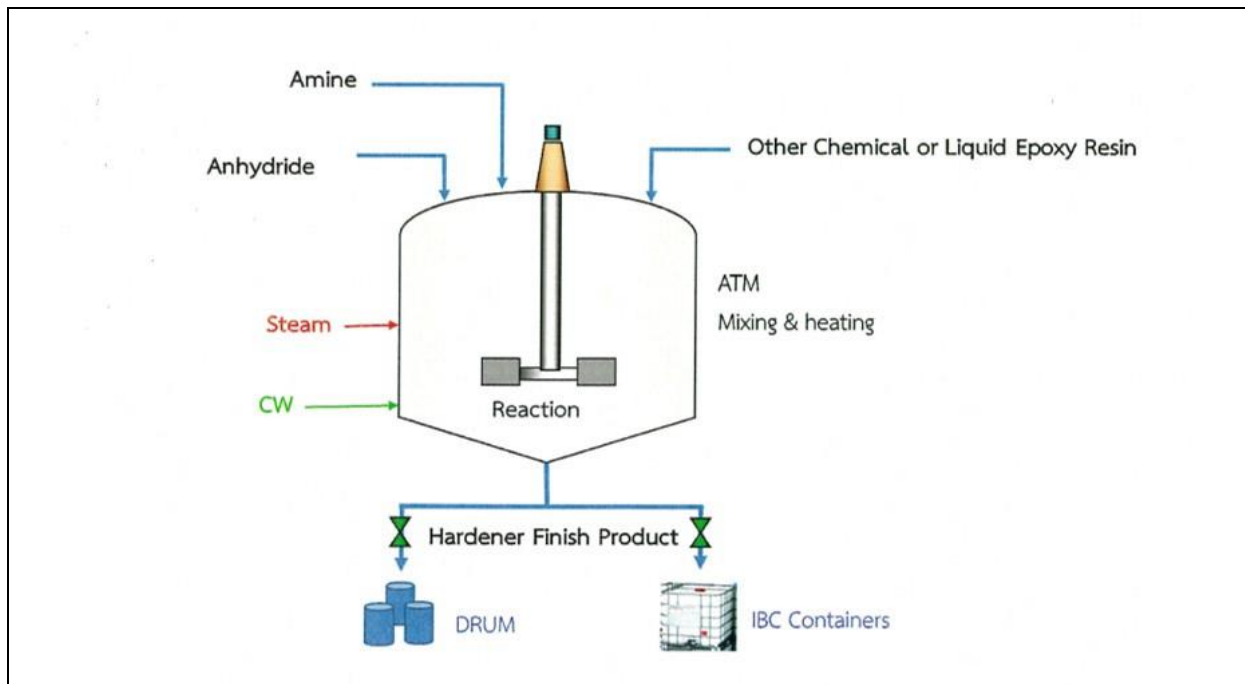 Amine
Anhydride
Other Chemical or Liquid Epoxy Resin
ATM
Mixing & heating
Steam
CW
Reaction
Hardener Finish Product
DRUM
IBC Containers